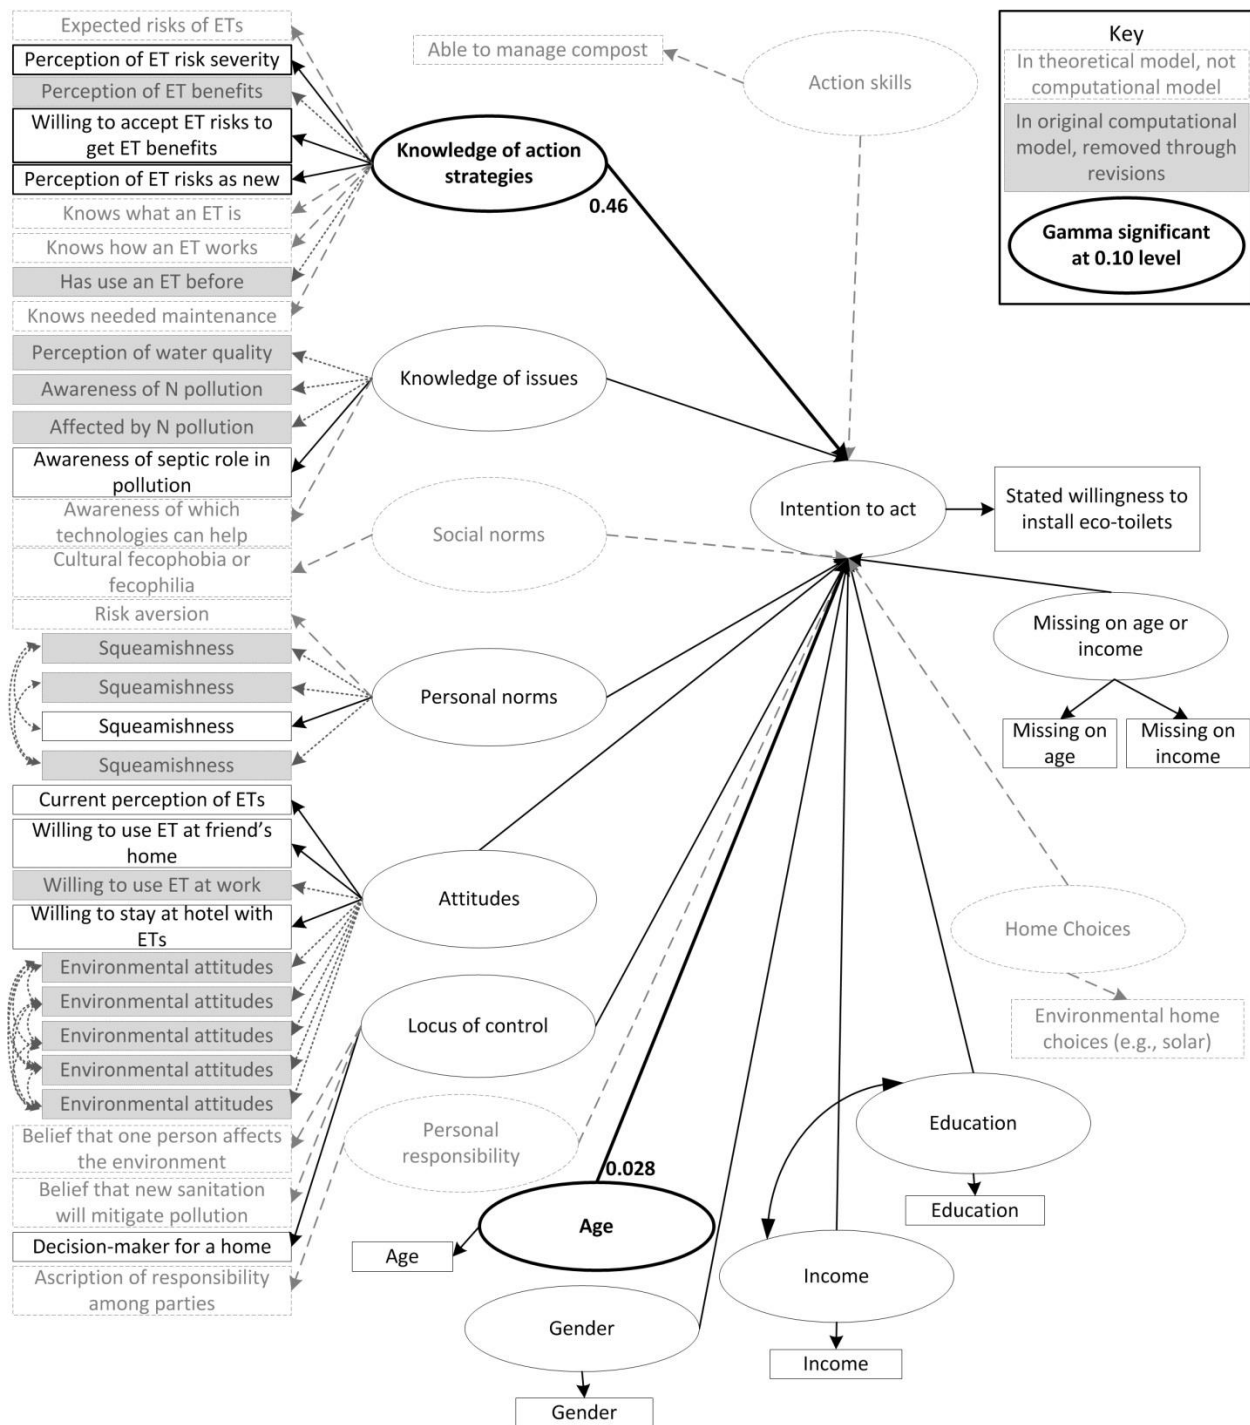 Expected risks of ETs
Perception of ET risk severity
Perception of ET benefits
Willing to accept ET risks to
get ET benefits
Perception of ET risks as new
Knows what an ET is
Knows how an ET works
Has use an ET before
Knows needed maintenance
Perception of water quality
Awareness of N pollution
Affected by N pollution
Awareness of septic role in
pollution
Awareness of which
technologies can help
Cultural fecophobia or
fecophilia
Risk aversion
Squeamishness
Squeamishness
Squeamishness
Squeamishness
Current perception of ETs
Willing to use ET at friend's
home
Willing to use ET at work
Willing to stay at hotel with
ETs
Environmental attitudes
Environmental attitudes
Environmental attitudes
Environmental attitudes
Environmental attitudes
Belief that one person affects
the environment
Belief that new sanitation
will mitigate pollution
Decision-maker for a home
Ascription of responsibility
among parties
Able to manage compost
Action skills
Knowledge of action
strategies
0.46
Knowledge of issues
Social norms
Personal norms
Attitudes
Locus of control
Personal
responsibility
0.028
Age
Age
Gender
Gender
Income
Income
Education
Education
Home Choices
Environmental home
choices (e.g., solar)
Missing on age or
income
Missing on
age
Missing on
income
Intention to act
Stated willingness to
install eco-toilets
Key
In theoretical model, not
computational model
In original computational
model, removed through
revisions
Gamma significant
at 0.10 level